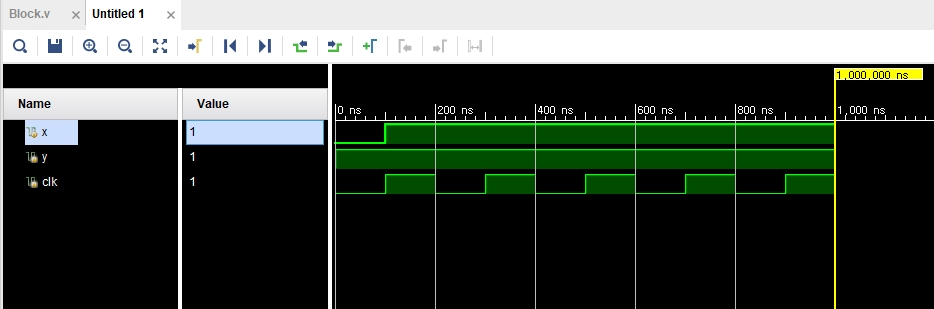 Block.v × Untitled 1 ×
1,000,000 ns
Name Value
0 ns 200 ns 400 ns 600 ns 800 ns 1,000 ns
x 1
y 1
clk 1